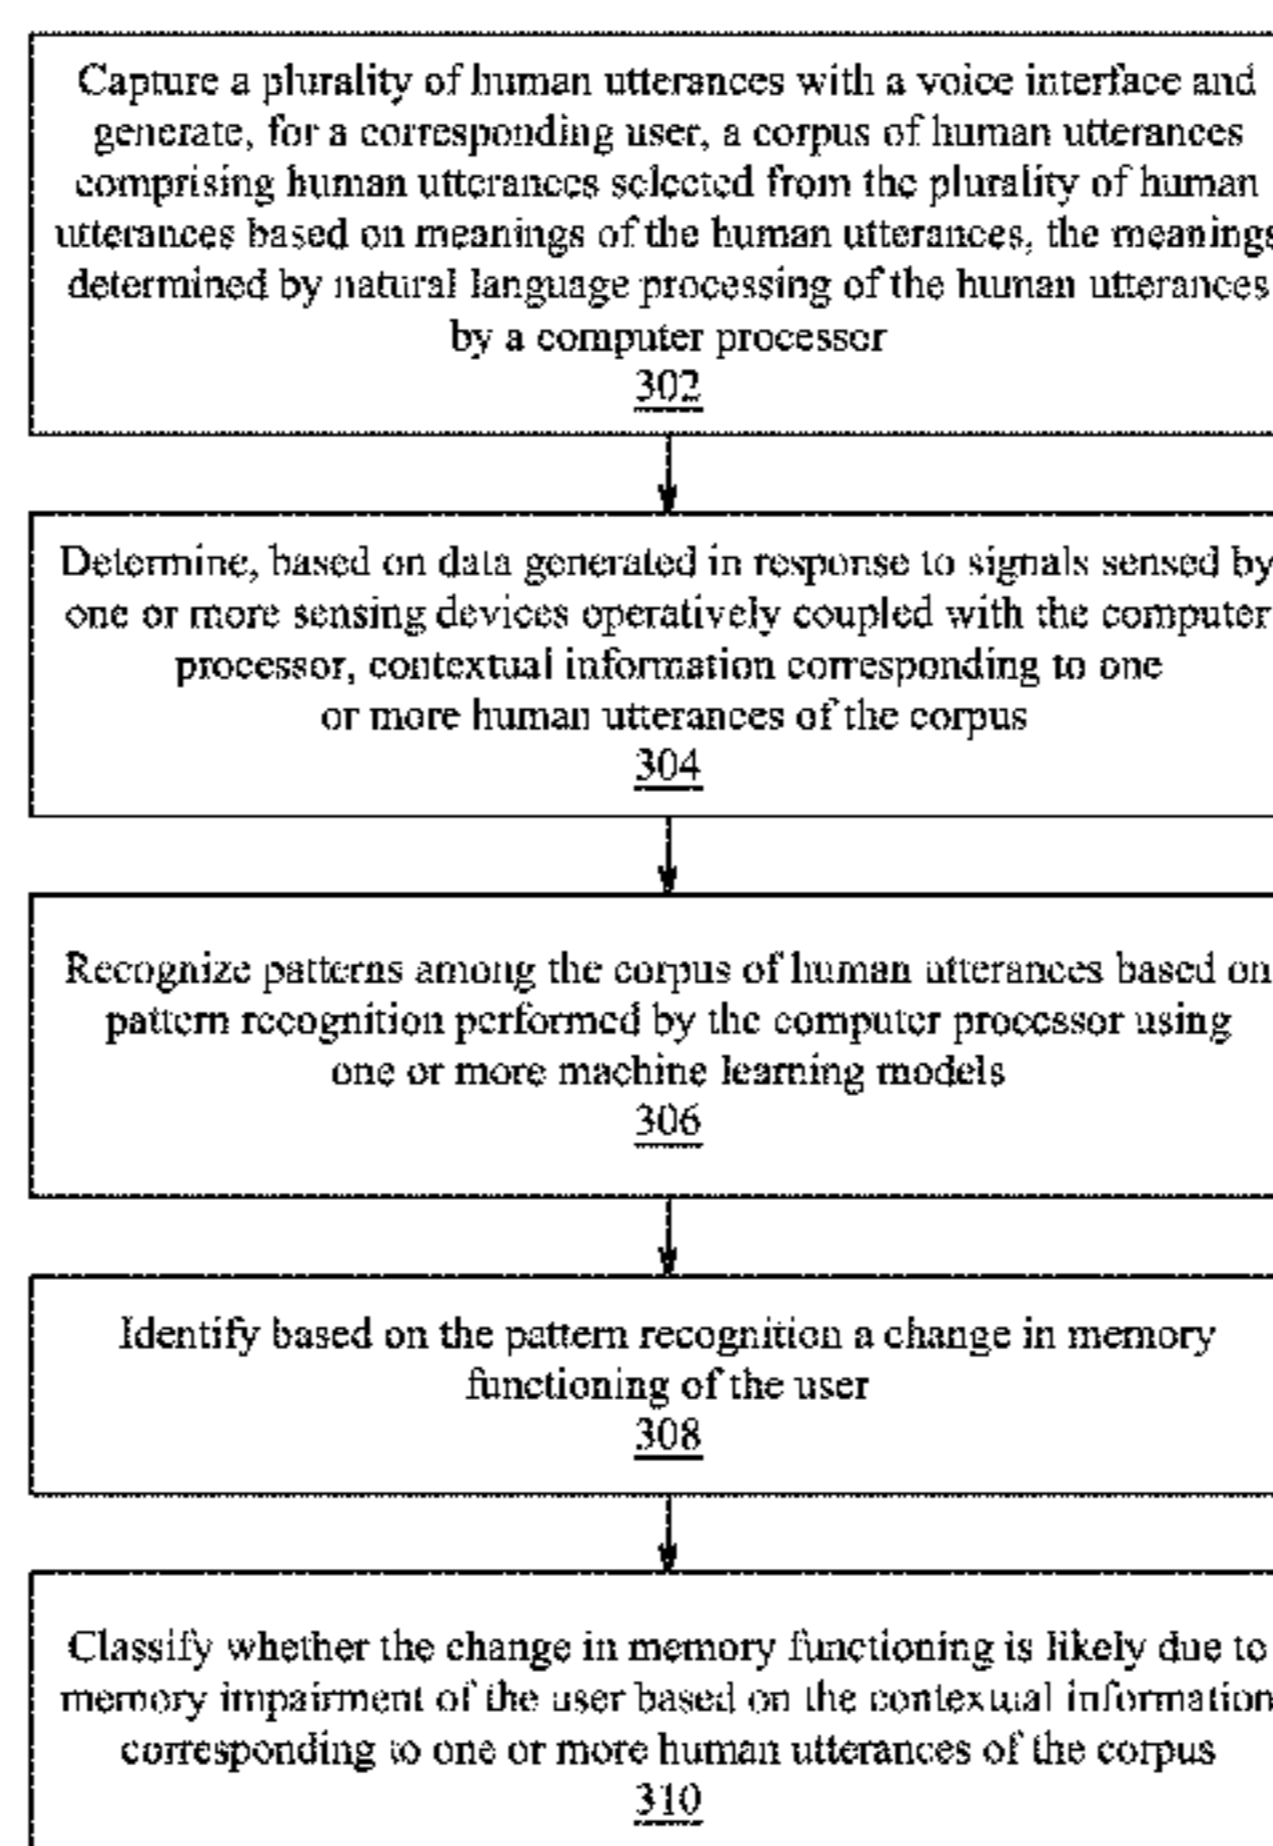 Capture a plurality of human utterances with a voice interface and
generate, for a corresponding user, a corpus of human utterances
comprising human utterances selected from the plurality of human
utterances based on meanings of the human utterances, the meanings
determined by natural language processing of the human utterances
by a computer processor
302
Determine, based on data generated in response to signals sensed by
one or more sensing devices operatively coupled with the computer
processor, contextual information corresponding to one
or more human utterances of the corpus
304
Recognize patterns among the corpus of human utterances based on
pattern recognition performed by the computer processor using
one or more machine learning models
306
Identify based on the pattern recognition a change in memory
functioning of the user
308
Classify whether the change in memory functioning is likely due to
memory impairment of the user based on the contextual information
corresponding to one or more human utterances of the corpus
310